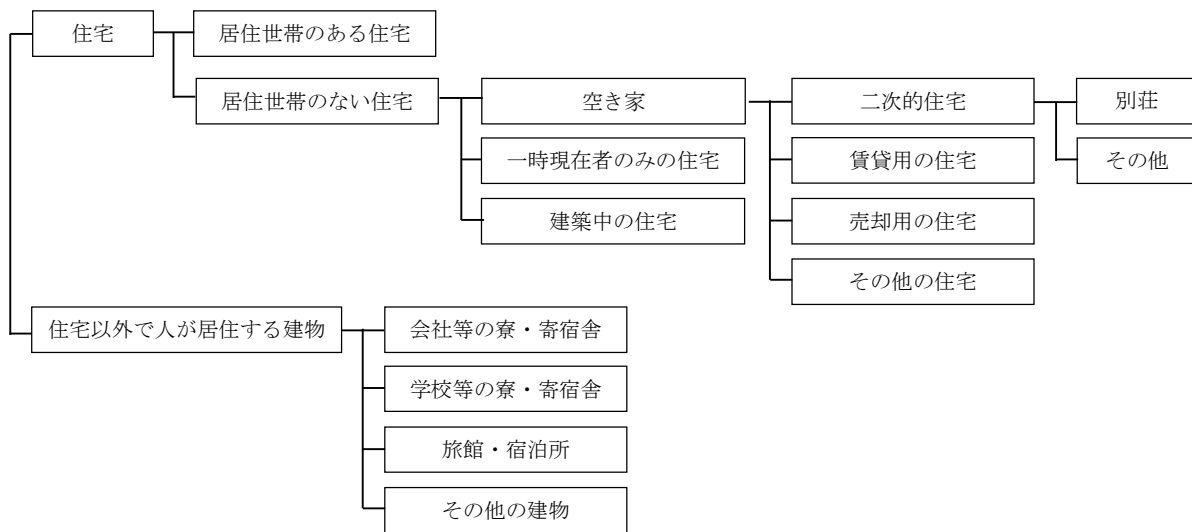 住宅
居住世帯のある住宅
居住世帯のない住宅
空き家
二次的住宅
別荘
一時現在者のみの住宅
賃貸用の住宅
その他
建築中の住宅
売却用の住宅
その他の住宅
住宅以外で人が居住する建物
会社等の寮・寄宿舎
学校等の寮・寄宿舎
旅館・宿泊所
その他の建物